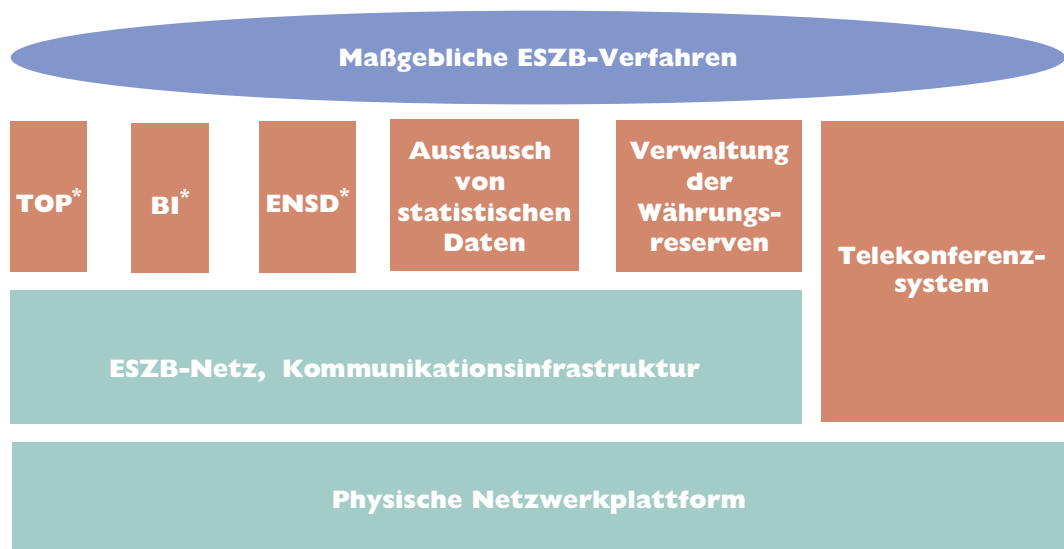 Maßgebliche ESZB-Verfahren
TOP*
BI*
ENSD*
Austausch
von
statistischen
Daten
Verwaltung
der
Währungs-
reserven
Telekonferenz-
system
ESZB-Netz, Kommunikationsinfrastruktur
Physische Netzwerkplattform